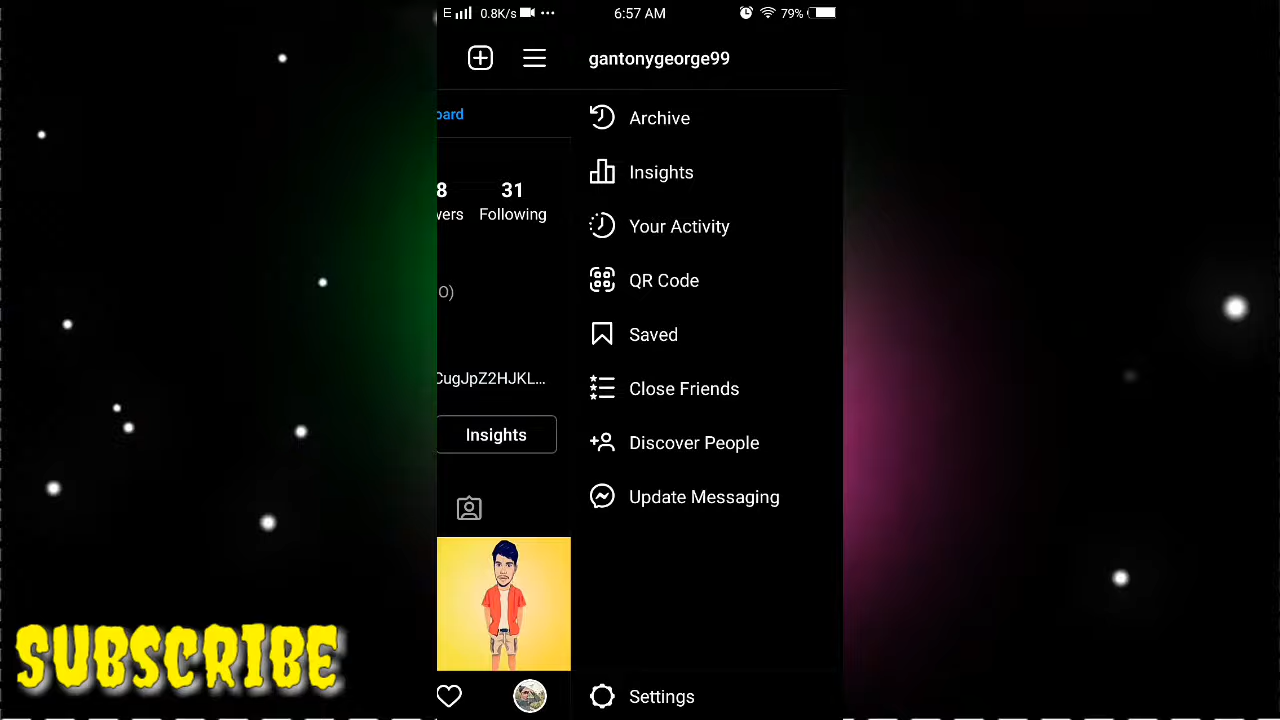 E 0.8K/s ••• 6:57 AM 79%
gantonygeorge99
oard
8 31
wers Following
O)
CugJpZ2HJKL...
Insights
Archive
Insights
Your Activity
QR Code
Saved
Close Friends
Discover People
Update Messaging
Settings
SUBSCRIBE